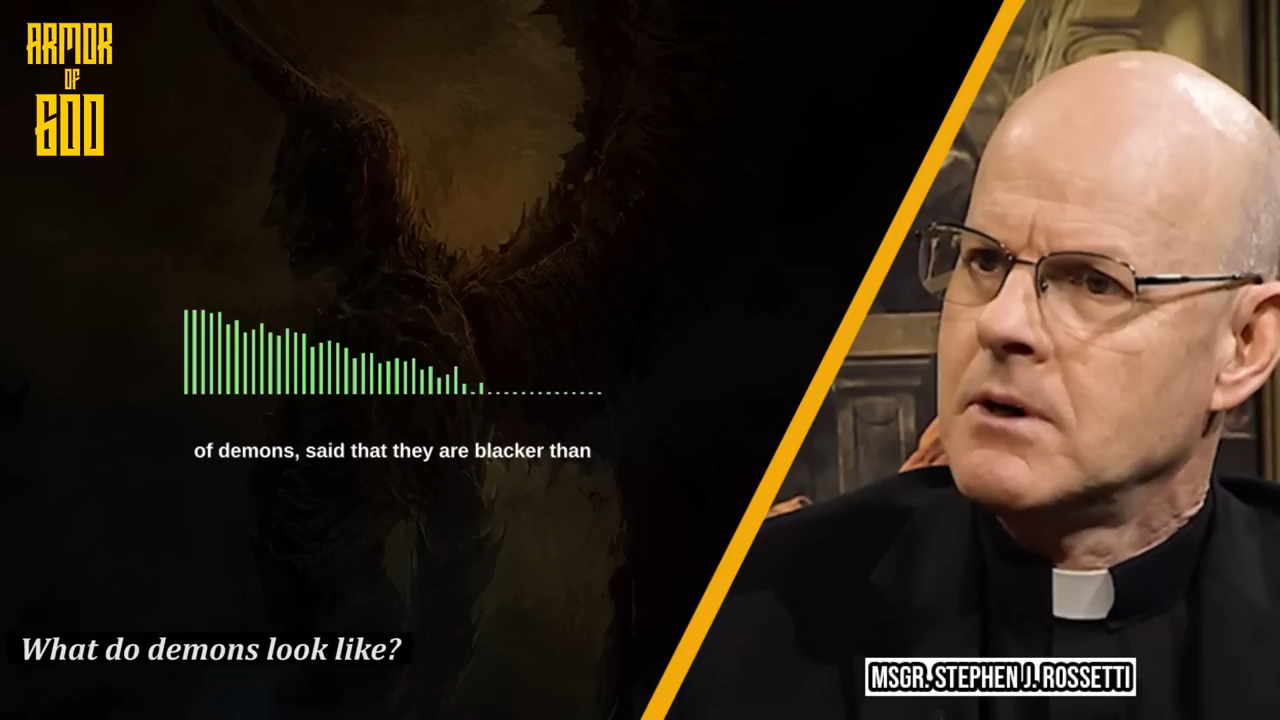 ARMOR
OF
GOD
of demons, said that they are blacker than
What do demons look like?
MSGR. STEPHEN J. ROSSETTI